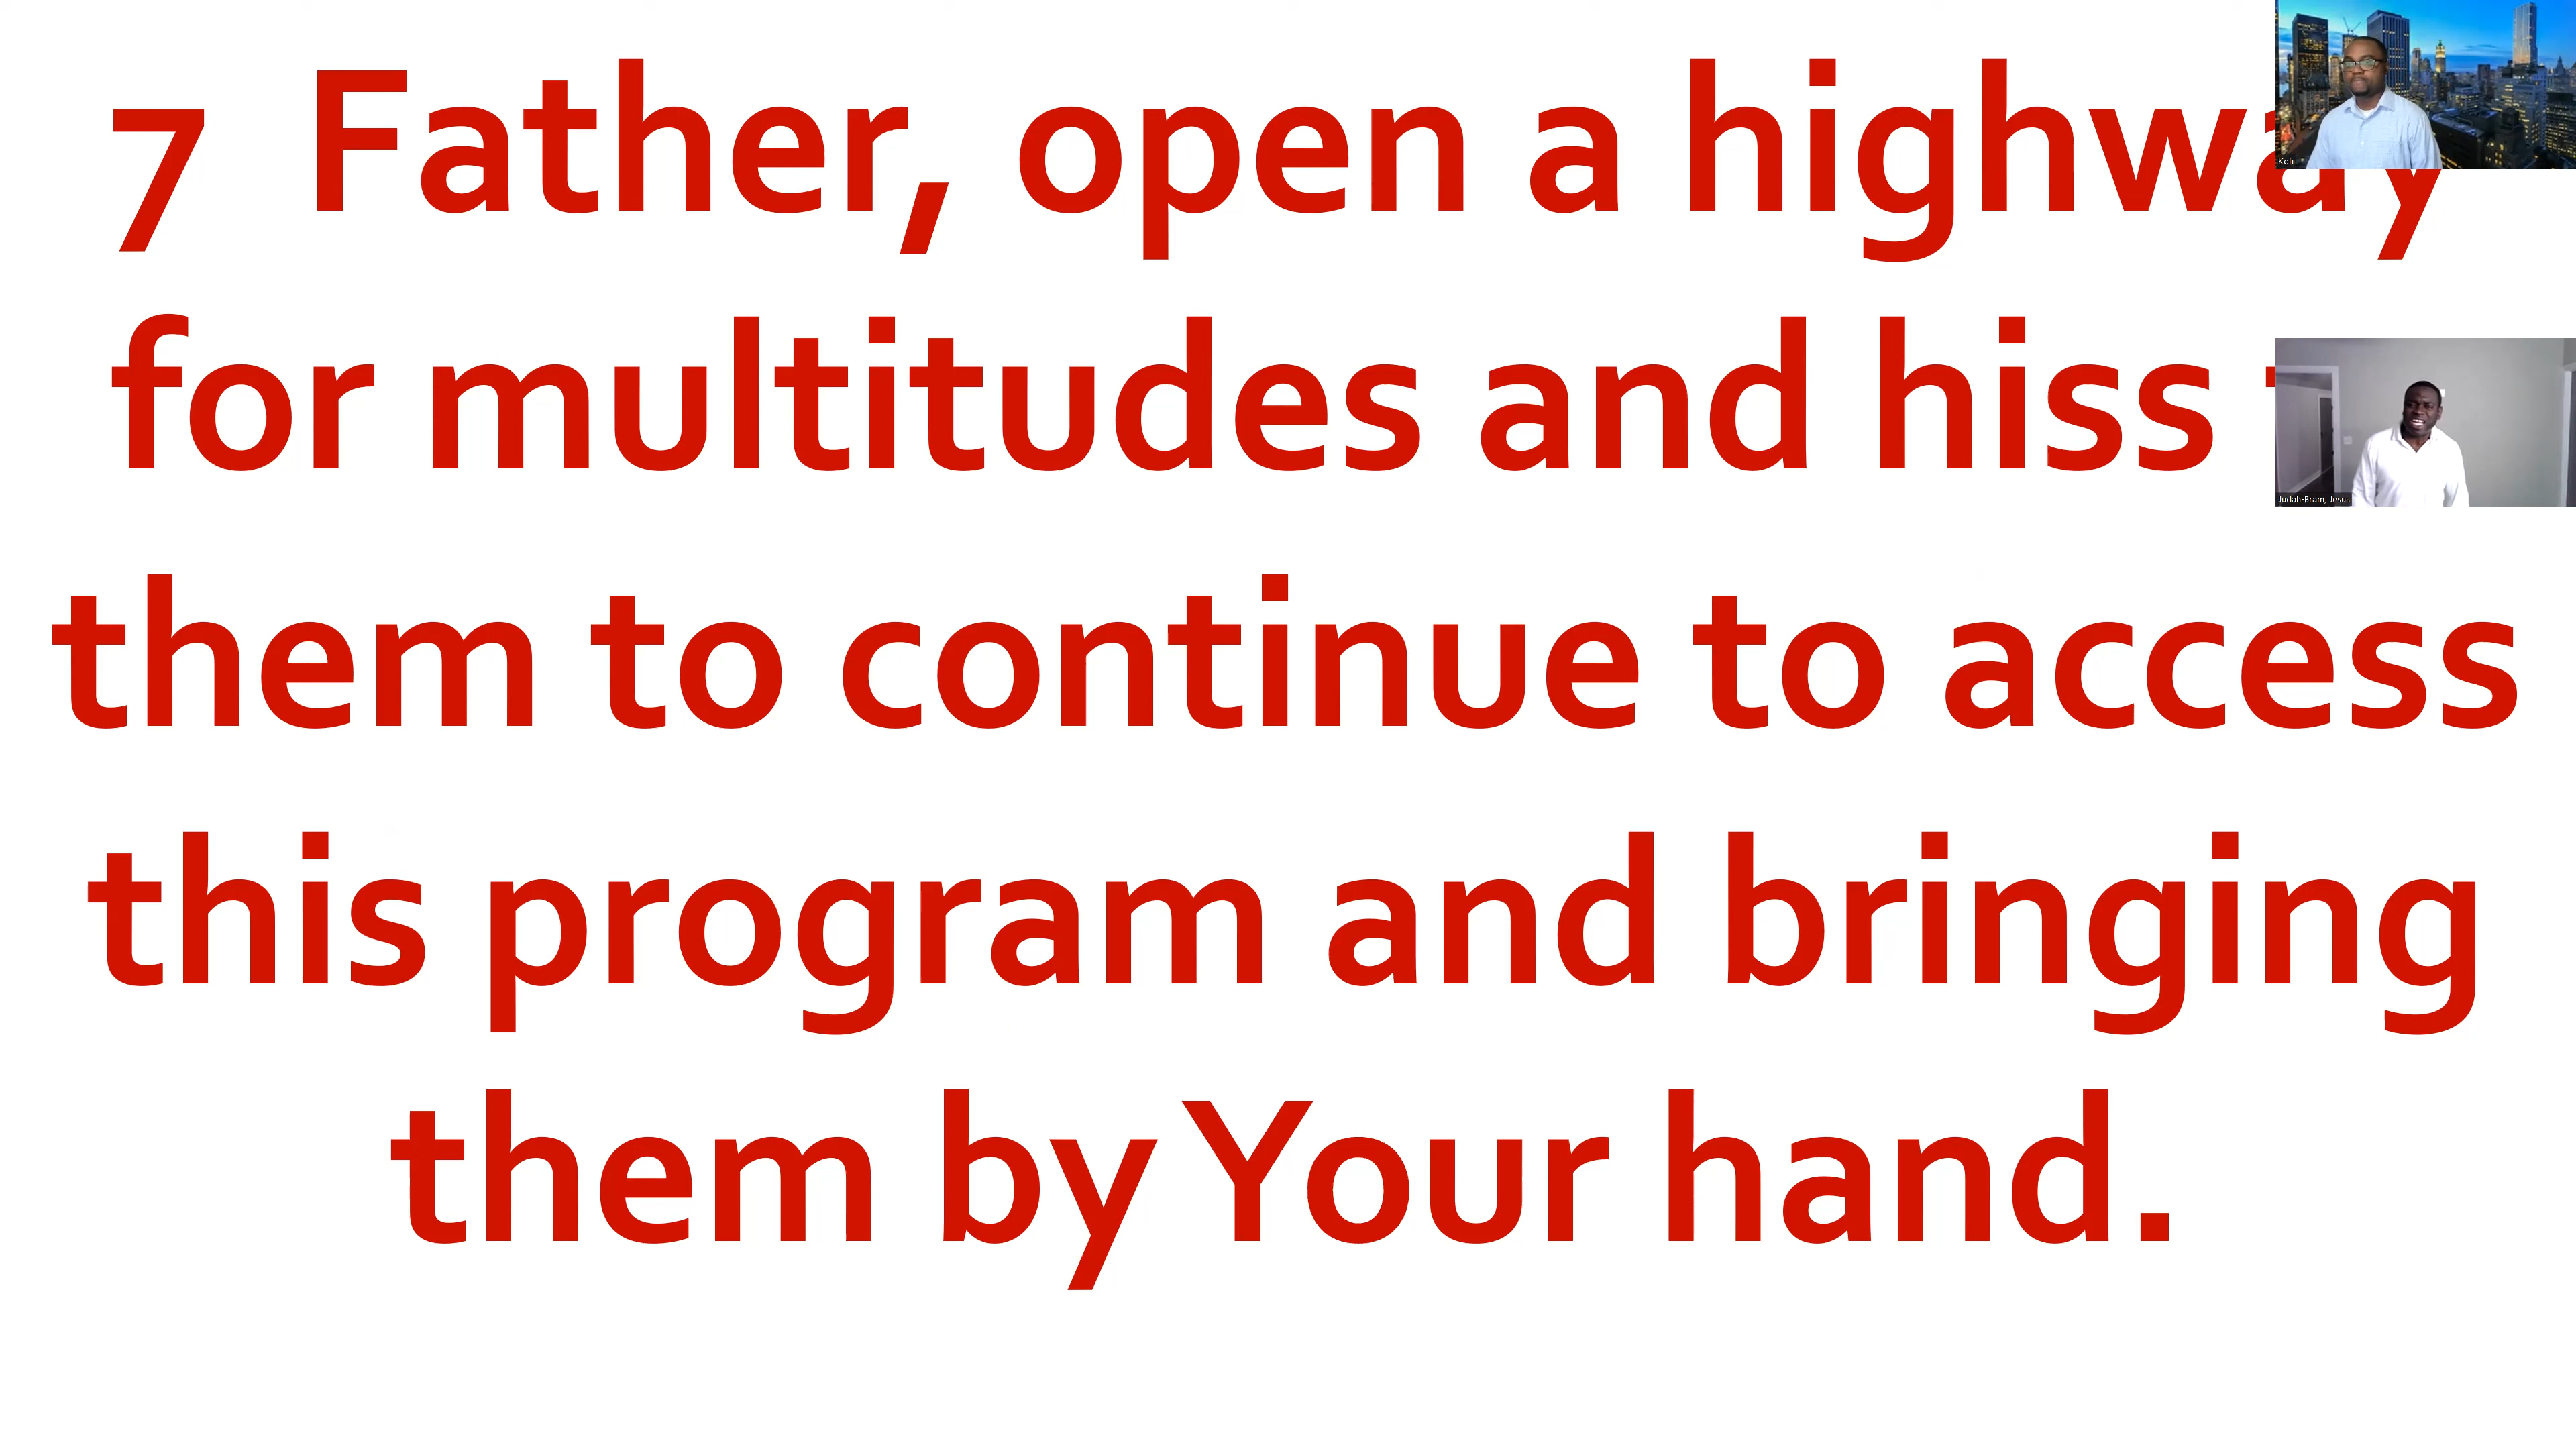 7 Father, open a highway
Kofi
for multitudes and hiss
Judah-Bram, Jesus
them to continue to access
this program and bringing
them by Your hand.